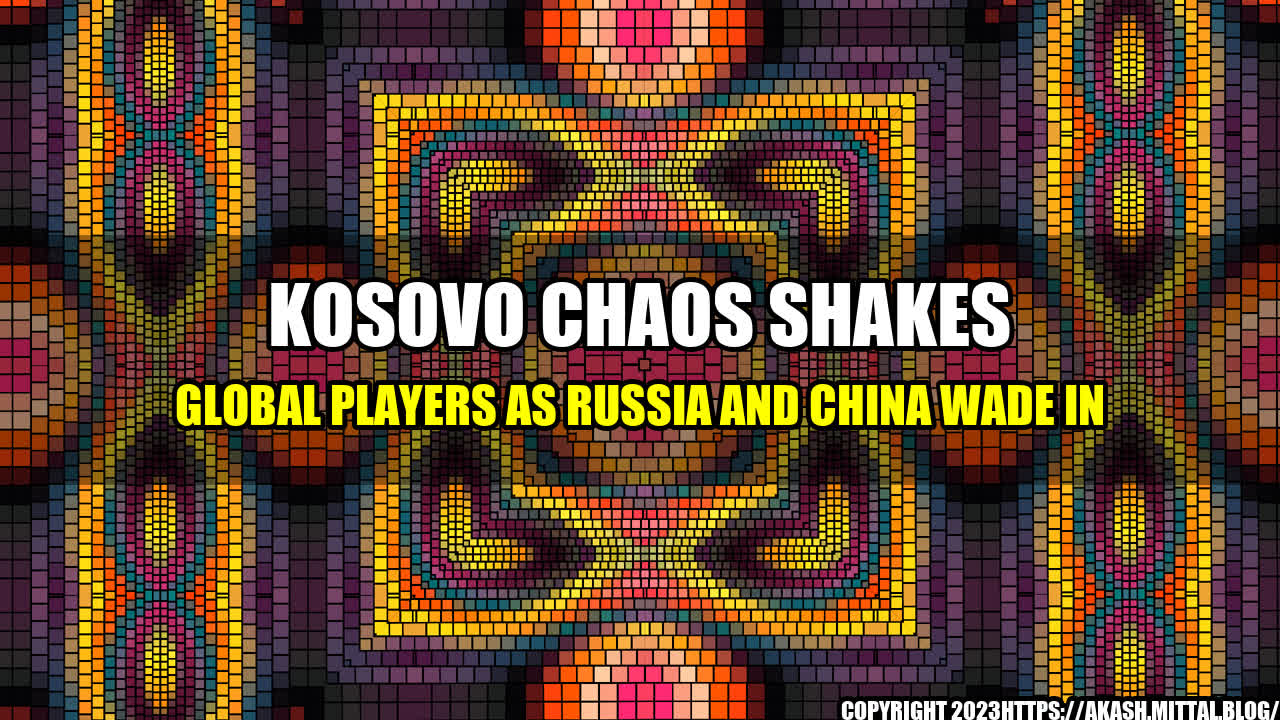 KOSOVO CHAOS SHAKES
GLOBAL PLAYERS AS RUSSIA AND CHINA WADE IN
COPYRIGHT 2023HTTPS://AKASH.MITTAL.BLOG/